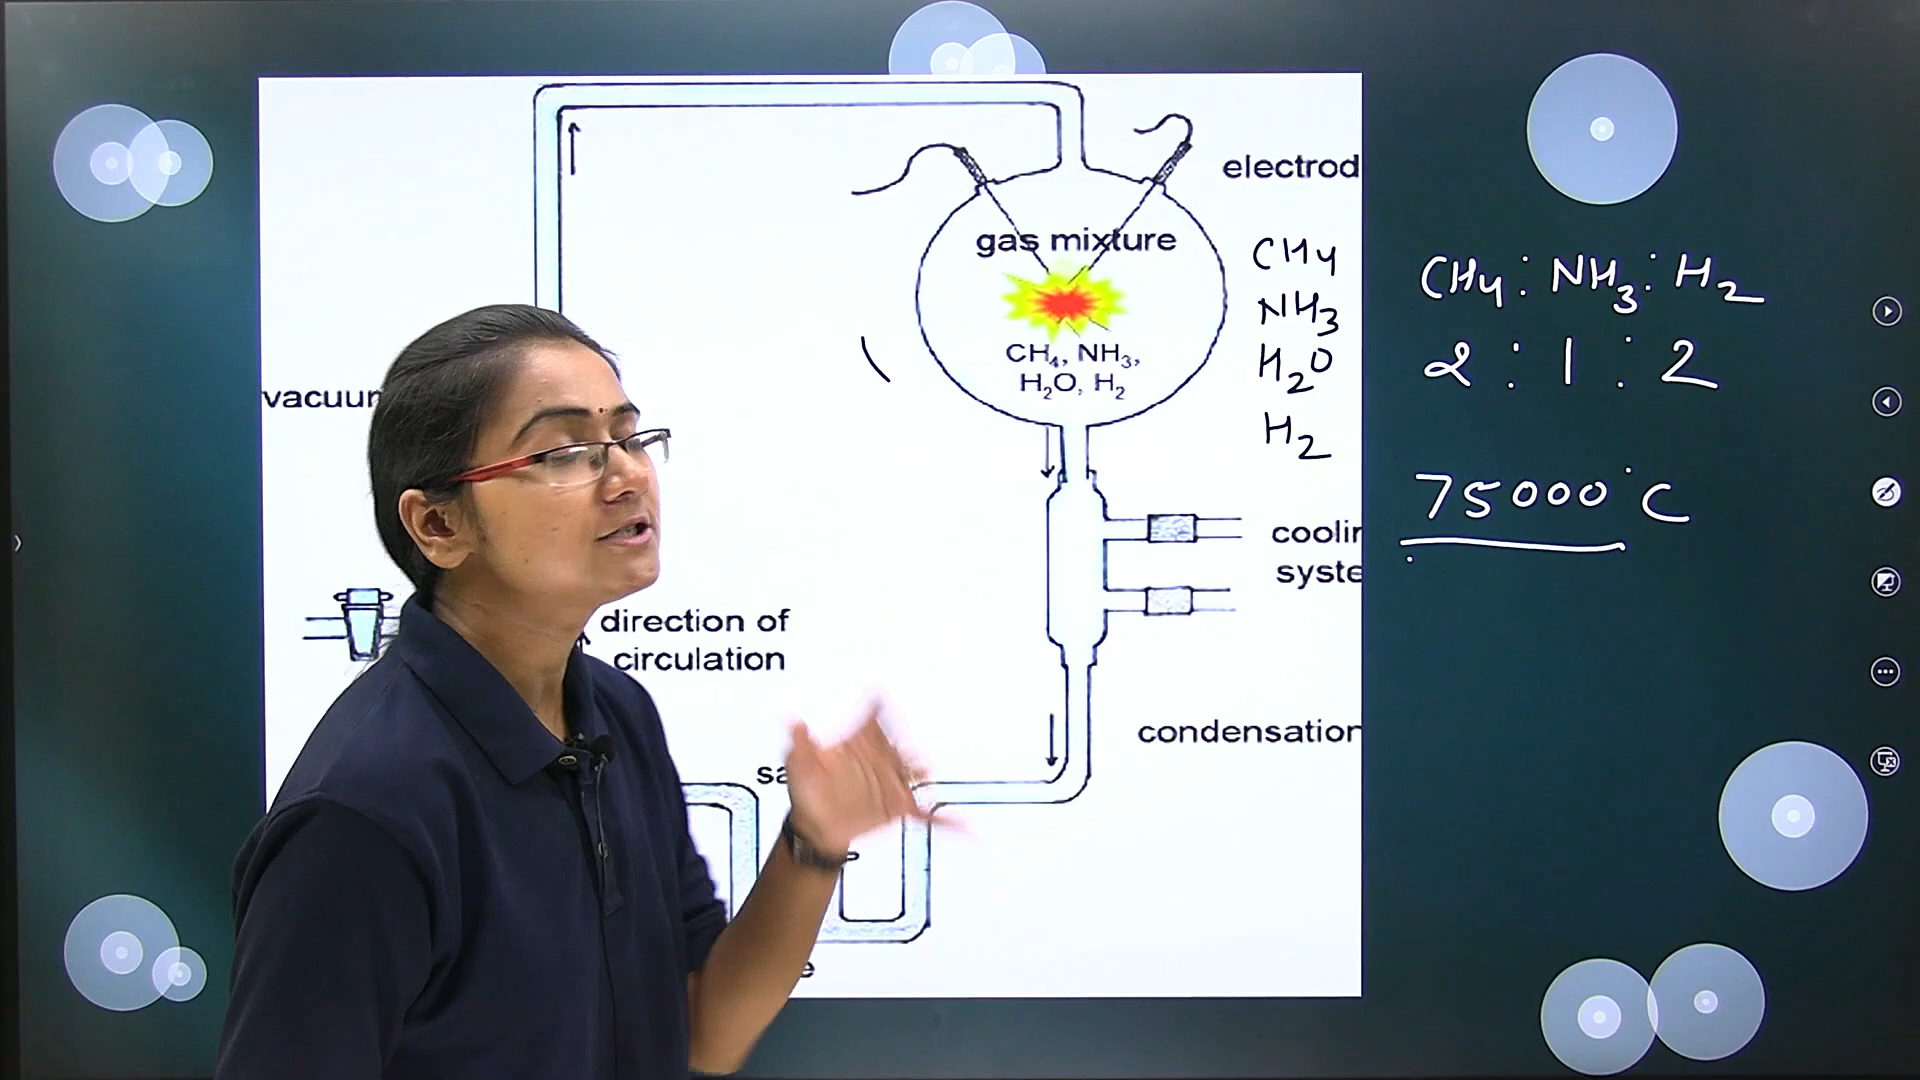 electrod
gas mixture
CH₄, NH₃,
H₂O, H₂
CH4
NH3
H2O
H2
CH4 : NH3 : H2
2 : 1 : 2
75000°C
vacuum
coolin
syste
direction of
circulation
condensation
sa
e